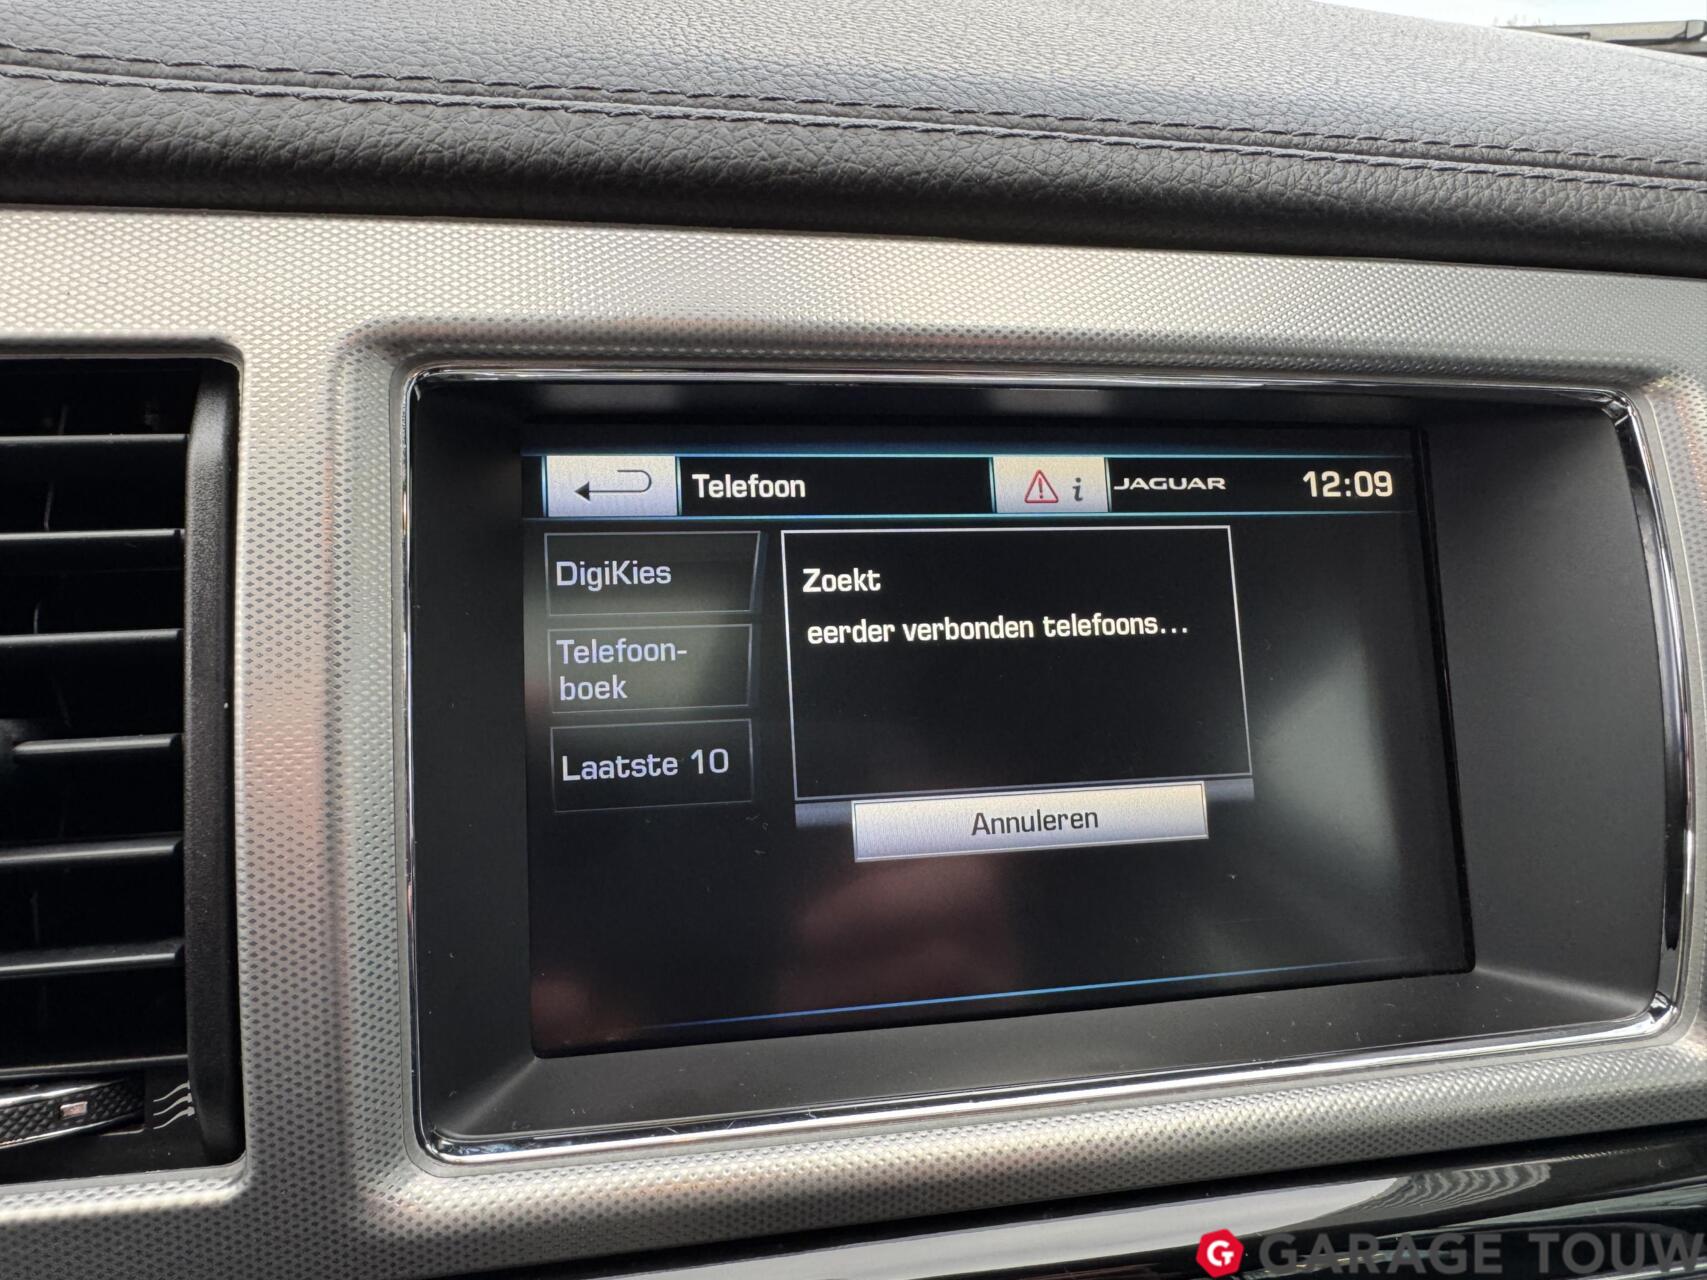 Telefoon
i
JAGUAR
12:09
DigiKies
Telefoon-
boek
Laatste 10
Zoekt
eerder verbonden telefoons...
Annuleren
G GARAGE TOUW